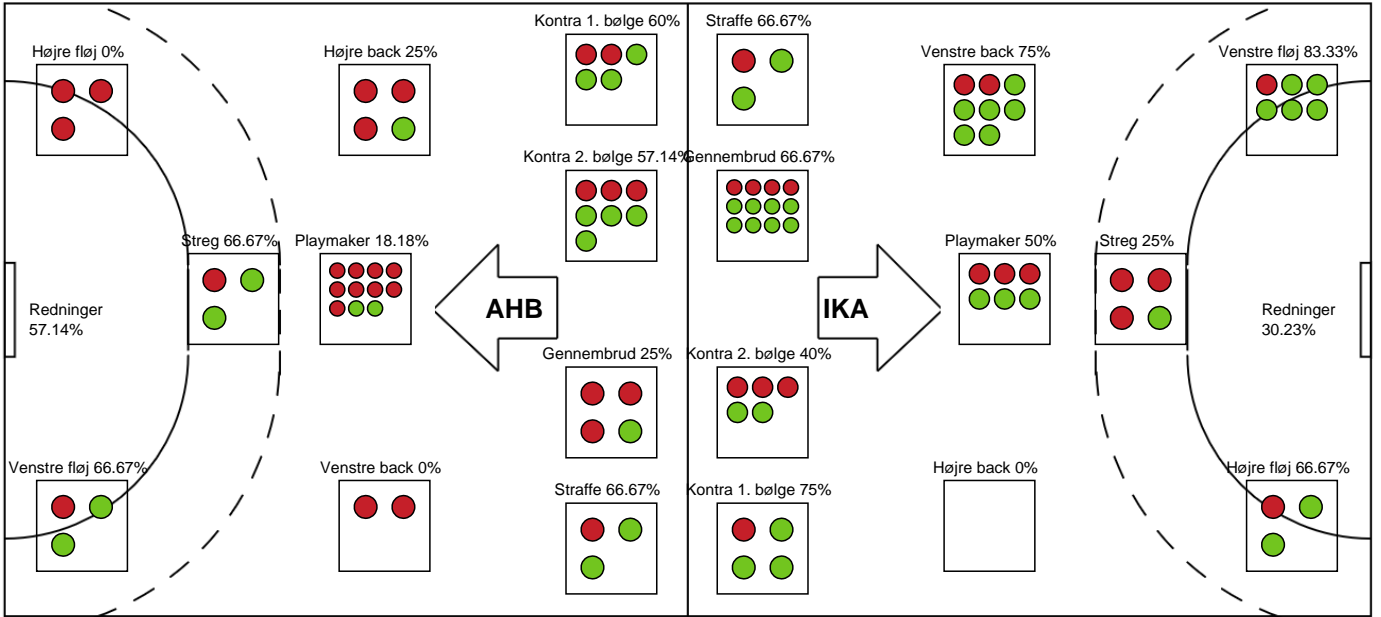 Kontra 1. bølge 60%
Straffe 66.67%
Højre fløj 0%
Højre back 25%
Venstre back 75%
Venstre fløj 83.33%
Kontra 2. bølge 57.14%
Gennembrud 66.67%
Streg 66.67%
Playmaker 18.18%
Playmaker 50%
Streg 25%
Redninger
57.14%
AHB
IKA
Redninger
30.23%
Gennembrud 25%
Kontra 2. bølge 40%
Venstre fløj 66.67%
Venstre back 0%
Højre back 0%
Højre fløj 66.67%
Straffe 66.67%
Kontra 1. bølge 75%